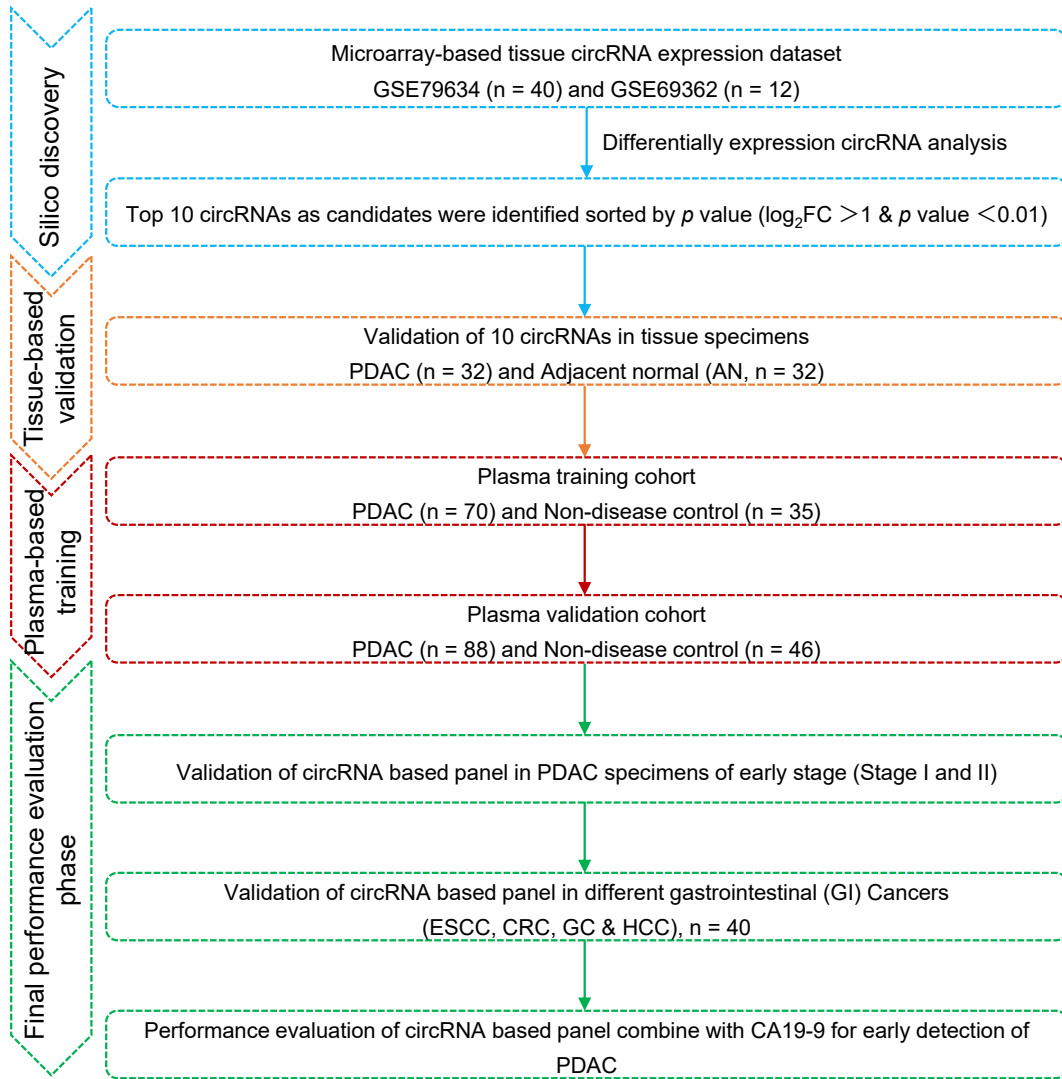 Silico discovery
Microarray-based tissue circRNA expression dataset
GSE79634 (n = 40) and GSE69362 (n = 12)
Differentially expression circRNA analysis
Top 10 circRNAs as candidates were identified sorted by p value (log₂FC ＞1 & p value ＜0.01)
Tissue-based
validation
Validation of 10 circRNAs in tissue specimens
PDAC (n = 32) and Adjacent normal (AN, n = 32)
Plasma-based
training
Plasma training cohort
PDAC (n = 70) and Non-disease control (n = 35)
Plasma validation cohort
PDAC (n = 88) and Non-disease control (n = 46)
Final performance evaluation
phase
Validation of circRNA based panel in PDAC specimens of early stage (Stage I and II)
Validation of circRNA based panel in different gastrointestinal (GI) Cancers
(ESCC, CRC, GC & HCC), n = 40
Performance evaluation of circRNA based panel combine with CA19-9 for early detection of
PDAC